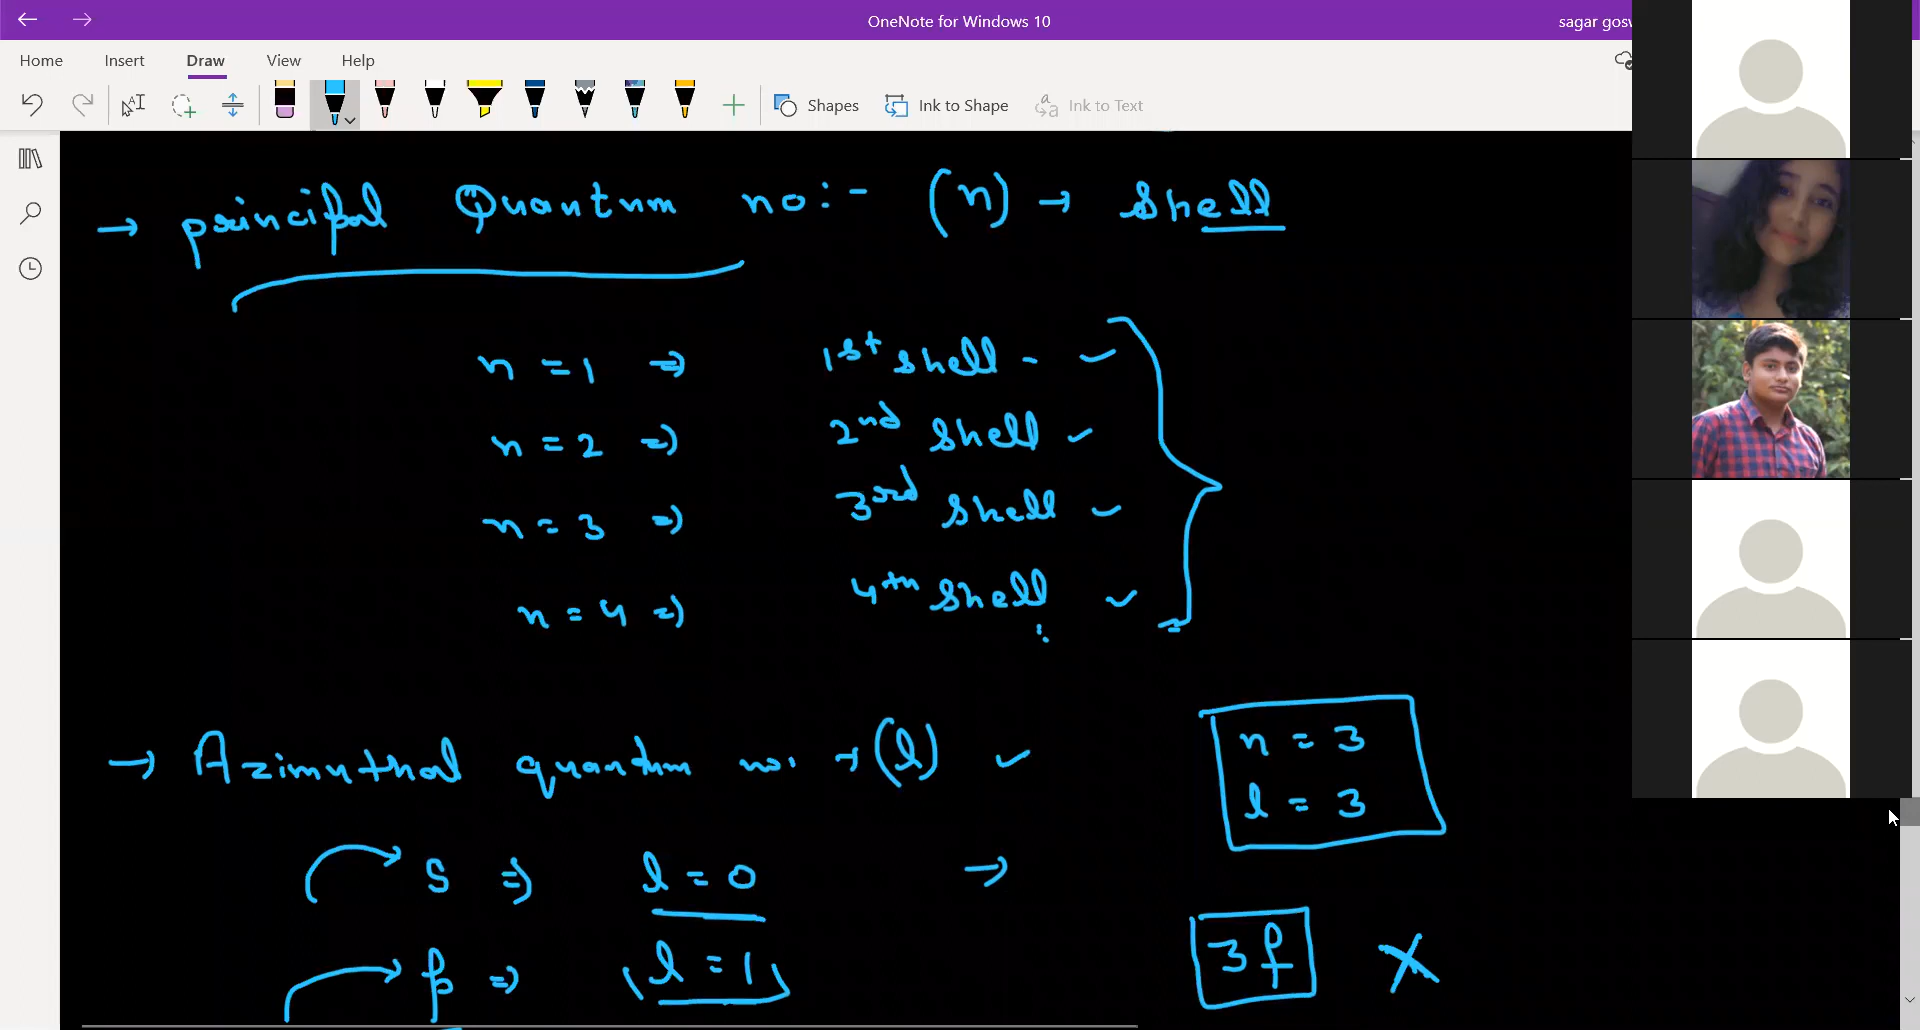 OneNote for Windows 10
sagar gosw
Home Insert Draw View Help
Shapes Ink to Shape Ink to Text
→ principal Quantum no:- (n) → shell
n = 1 ⇒ 1st shell -
n = 2 ⇒ 2nd shell
n = 3 ⇒ 3rd shell
n = 4 ⇒ 4th shell
→ Azimuthal quantum no. → (l)
n = 3
l = 3
s ⇒ l = 0 →
p ⇒ l = 1
3f X